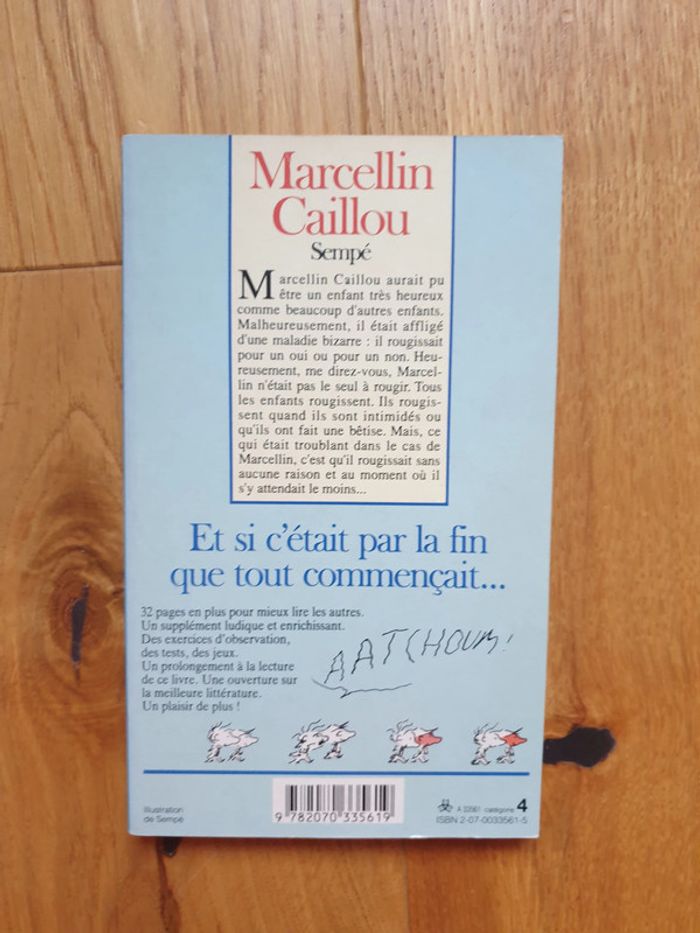 Marcellin
Caillou
Sempé
Marcellin Caillou aurait pu
être un enfant très heureux
comme beaucoup d'autres enfants.
Malheureusement, il était affligé
d'une maladie bizarre : il rougissait
pour un oui ou pour un non. Heu-
reusement, me direz-vous, Marcel-
lin n'était pas le seul à rougir. Tous
les enfants rougissent. Ils rougis-
sent quand ils sont intimidés ou
qu'ils ont fait une bêtise. Mais, ce
qui était troublant dans le cas de
Marcellin, c'est qu'il rougissait sans
aucune raison et au moment où il
s'y attendait le moins...
Et si c'était par la fin
que tout commençait...
32 pages en plus pour mieux lire les autres.
Un supplément ludique et enrichissant.
Des exercices d'observation,
des tests, des jeux.
Un prolongement à la lecture
de ce livre. Une ouverture sur
la meilleure littérature.
Un plaisir de plus !
AATCHOUM!
Illustration
de Sempé
9 782070 335619
A 33561 catégorie 4
ISBN 2-07-0033561-5